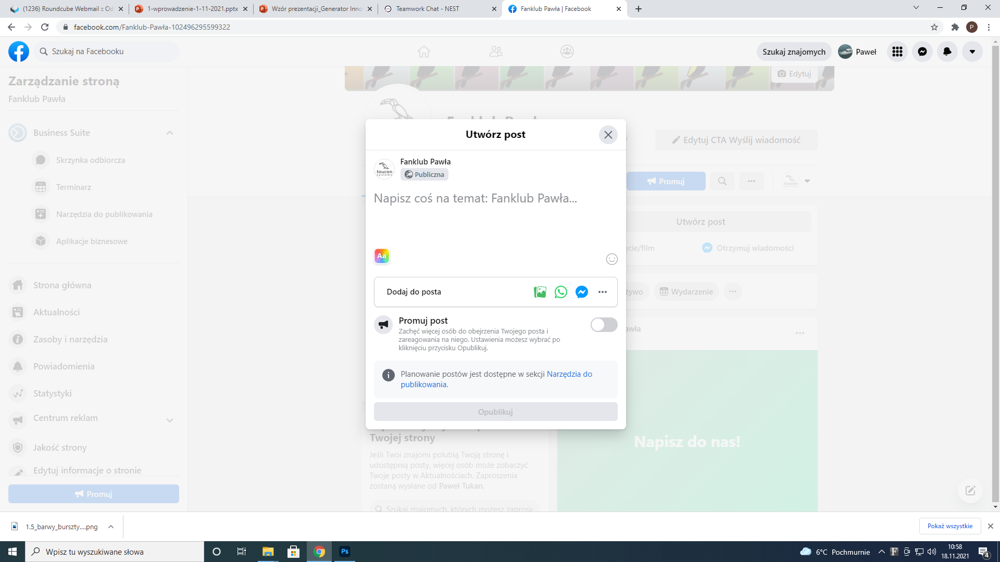 (1236) Roundcube Webmail :: Od
1-wprowadzenie-1-11-2021.pptx
Wzór prezentacji_Generator Inno
Teamwork Chat - NEST
Fanklub Pawła | Facebook
facebook.com/Fanklub-Pawła-102496295599322
P
Szukaj na Facebooku
Szukaj znajomych
Paweł
Zarządzanie stroną
Fanklub Pawła
Business Suite
Skrzynka odbiorcza
Terminarz
Narzędzia do publikowania
Aplikacje biznesowe
Strona główna
Aktualności
Zasoby i narzędzia
Powiadomienia
Statystyki
Centrum reklam
Jakość strony
Edytuj informacje o stronie
Promuj
Edytuj
Edytuj CTA Wyślij wiadomość
Promuj
Utwórz post
Otrzymuj wiadomości
Wydarzenie
Utwórz post
Fanklub Pawła
toucan
systems
Publiczna
Napisz coś na temat: Fanklub Pawła...
Aa
Dodaj do posta
Promuj post
Zachęć więcej osób do obejrzenia Twojego posta i
zareagowania na niego. Ustawienia możesz wybrać po
kliknięciu przycisku Opublikuj.
Planowanie postów jest dostępne w sekcji Narzędzia do
publikowania.
Opublikuj
Twojej strony
Jeśli Twoi znajomi polubią Twoją stronę i
udostępnią posty, więcej osób może zobaczyć
Twoje posty w Aktualnościach. Zaproszenia
zostaną wysłane od Paweł Tukan.
Szukaj znajomych, których możesz zaprosić
Napisz do nas!
1.5_barwy_burszty....png
Pokaż wszystkie
Wpisz tu wyszukiwane słowa
Ps
6°C Pochmurnie
10:58
18.11.2021
4